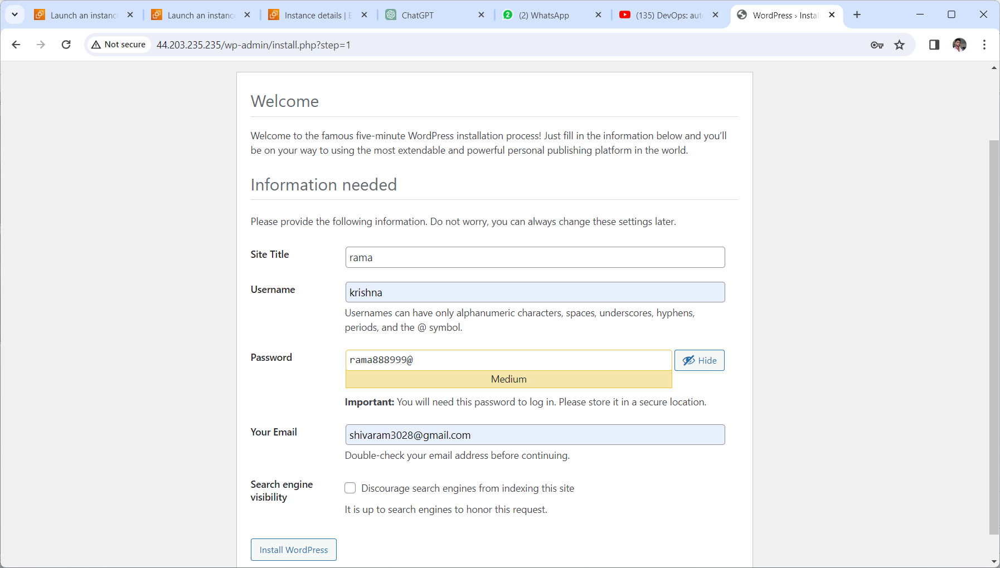 Launch an instanc
Launch an instanc
Instance details | E
ChatGPT
(2) WhatsApp
(135) DevOps: aut
WordPress › Instal
Not secure
44.203.235.235/wp-admin/install.php?step=1
Welcome
Welcome to the famous five-minute WordPress installation process! Just fill in the information below and you’ll
be on your way to using the most extendable and powerful personal publishing platform in the world.
Information needed
Please provide the following information. Do not worry, you can always change these settings later.
Site Title
rama
Username
krishna
Usernames can have only alphanumeric characters, spaces, underscores, hyphens,
periods, and the @ symbol.
Password
rama888999@
Hide
Medium
Important: You will need this password to log in. Please store it in a secure location.
Your Email
shivaram3028@gmail.com
Double-check your email address before continuing.
Search engine
visibility
Discourage search engines from indexing this site
It is up to search engines to honor this request.
Install WordPress